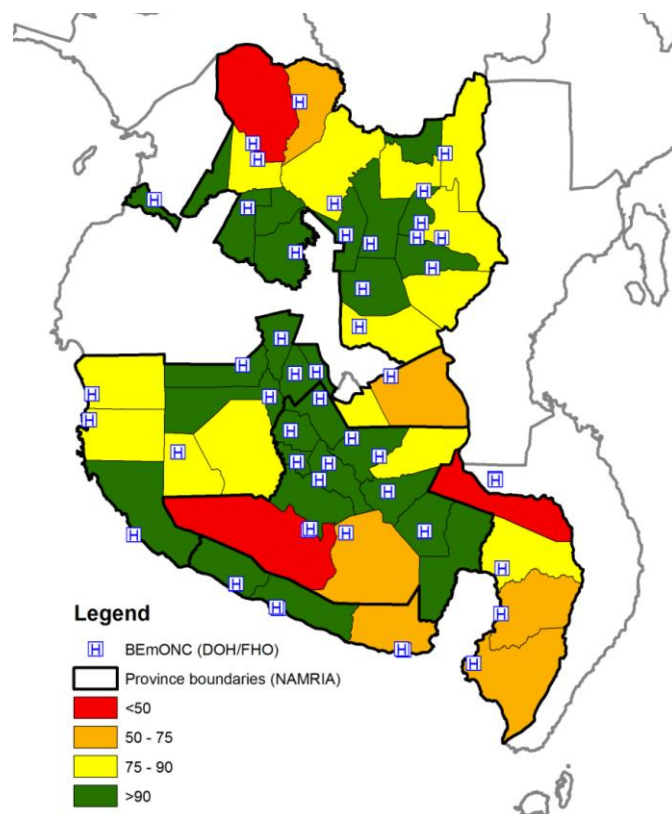 Legend
H BEmONC (DOH/FHO)
Province boundaries (NAMRIA)
<50
50 - 75
75 - 90
>90